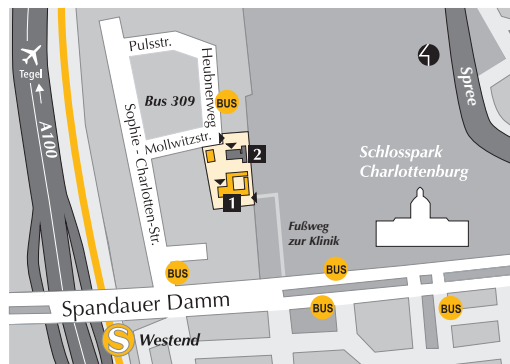 Pulsstr.
Heubnerweg
Tegel
A100
Bus 309
BUS
Spree
Sophie - Charlotten-Str.
Mollwitzstr.
2
Schlosspark
Charlottenburg
1
Fußweg
zur Klinik
BUS
BUS
Spandauer Damm
BUS
BUS
S
Westend